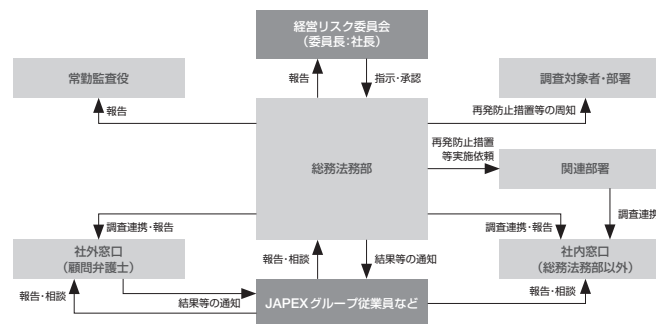 経営リスク委員会
（委員長：社長）
常勤監査役
報告
指示・承認
調査対象者・部署
報告
再発防止措置等の周知
総務法務部
再発防止措置
等実施依頼
関連部署
調査連携・報告
調査連携・報告
調査連携
社外窓口
（顧問弁護士）
報告・相談
結果等の通知
社内窓口
（総務法務部以外）
報告・相談
結果等の通知
JAPEXグループ従業員など
報告・相談